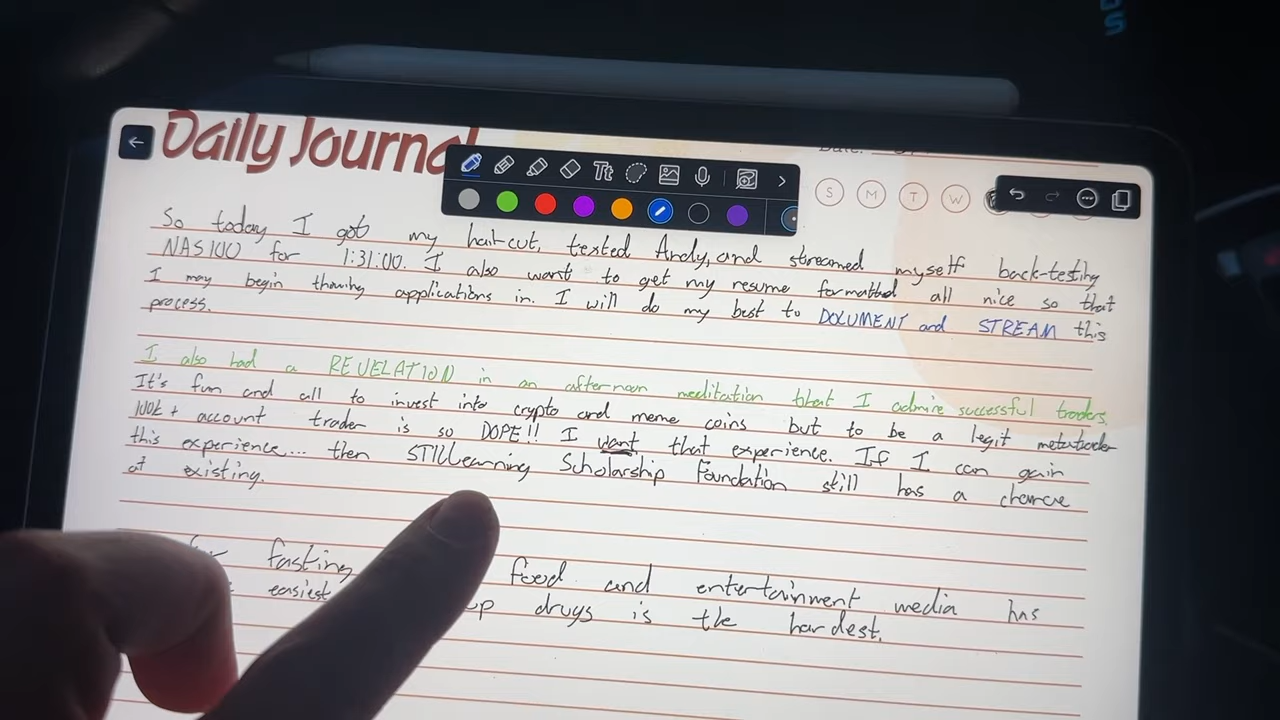 Daily Journal
Date:
S M T W
Tt
So today I got my haircut, texted Andy, and streamed myself back-testing
NAS100 for 1:31:00. I also want to get my resume formatted all nice so that
I may begin throwing applications in. I will do my best to DOCUMENT and STREAM this
process.
I also had a REVELATION in an afternoon meditation that I admire successful traders.
It's fun and all to invest into crypto and meme coins but to be a legit metatrader
100k+ account trader is so DOPE!! I want that experience. If I can gain
this experience... then STILLearning Scholarship Foundation still has a chance
at existing.
for fasting food and entertainment media has
easiest up drugs is the hardest.